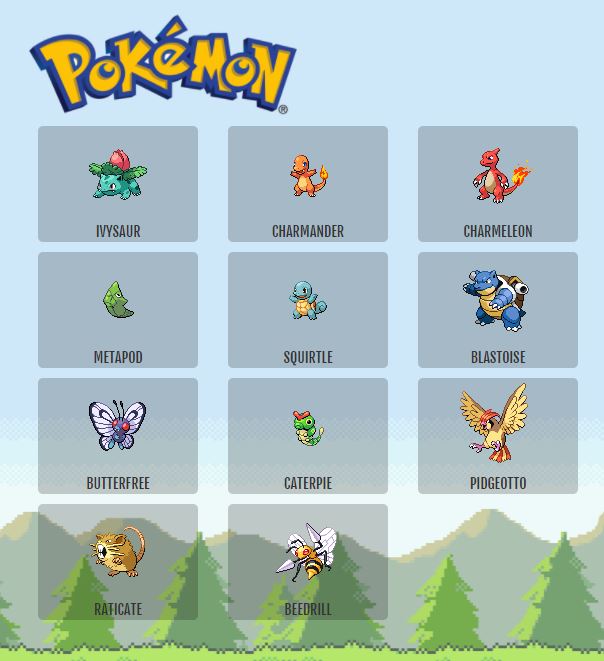 POKÉMON®
IVYSAUR
CHARMANDER
CHARMELEON
METAPOD
SQUIRTLE
BLASTOISE
BUTTERFREE
CATERPIE
PIDGEOTTO
RATICATE
BEEDRILL